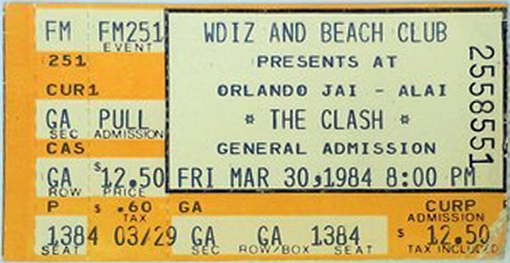 FM FM251 WDIZ AND BEACH CLUB
EVENT
251 PRESENTS AT
CUR1 ORLANDO JAI - ALAI
GA PULL * THE CLASH *
SEC ADMISSION
CAS GENERAL ADMISSION
GA $12.50 FRI MAR 30,1984 8:00 PM
ROW PRICE
P $ .60 GA CURP
TAX ADMISSION
1384 03/29 GA GA 1384 $ 12.50
SEAT SEC ROW/BOX SEAT TAX INCLUDED
2558551